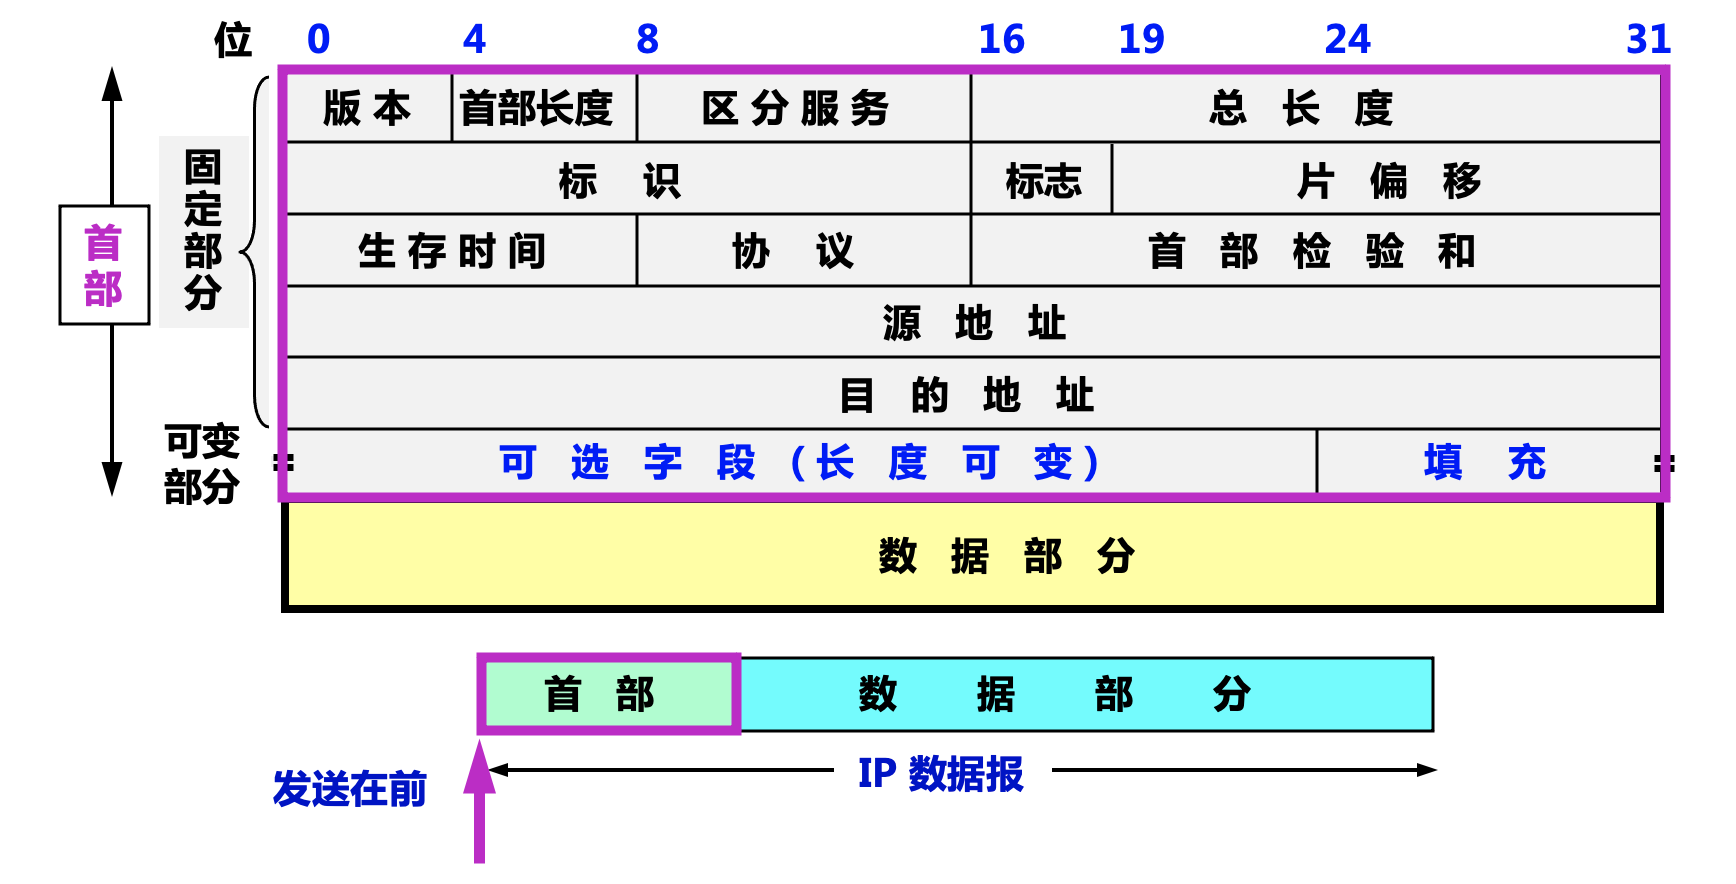 位 0 4 8 16 19 24 31
版本 首部长度 区分服务 总长度
标识 标志 片偏移
生存时间 协议 首部检验和
源地址
目的地址
可选字段（长度可变） 填充
数据部分
首部
固定部分
可变
部分
首部 数据部分
IP 数据报
发送在前